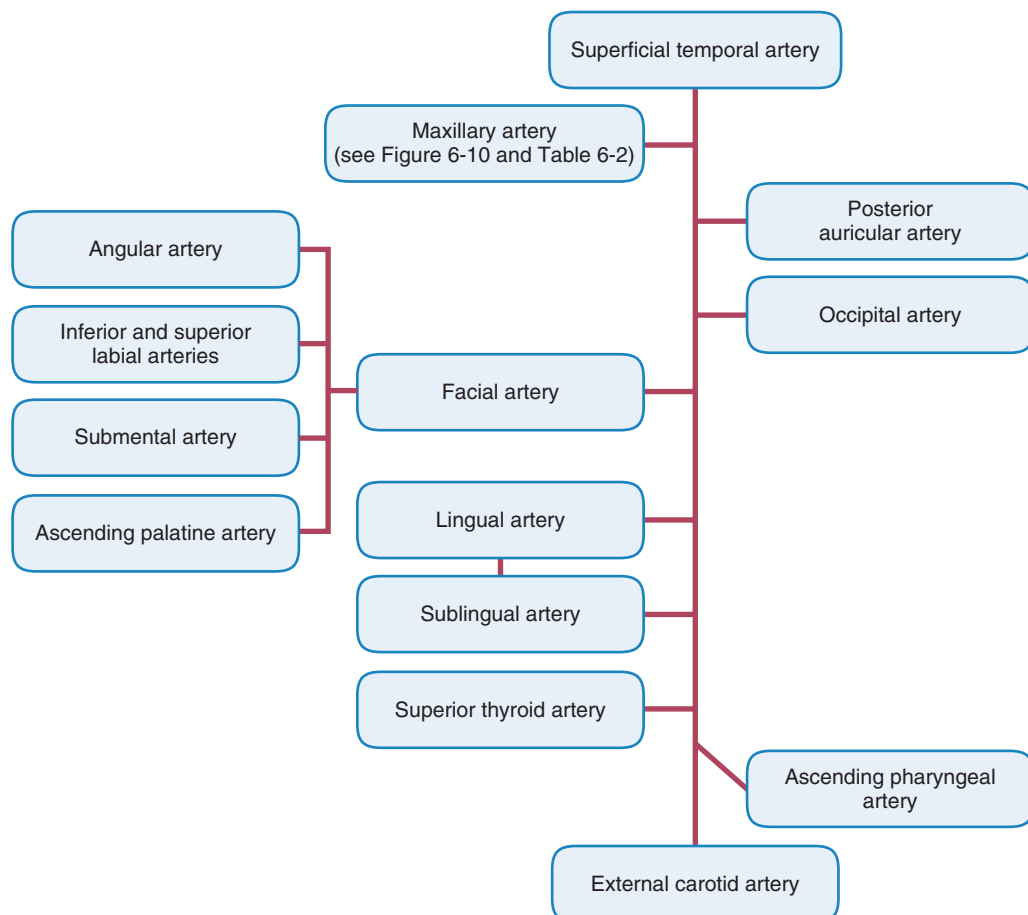 Superficial temporal artery
Maxillary artery
(see Figure 6-10 and Table 6-2)
Posterior
auricular artery
Angular artery
Occipital artery
Inferior and superior
labial arteries
Facial artery
Submental artery
Lingual artery
Ascending palatine artery
Sublingual artery
Superior thyroid artery
Ascending pharyngeal
artery
External carotid artery